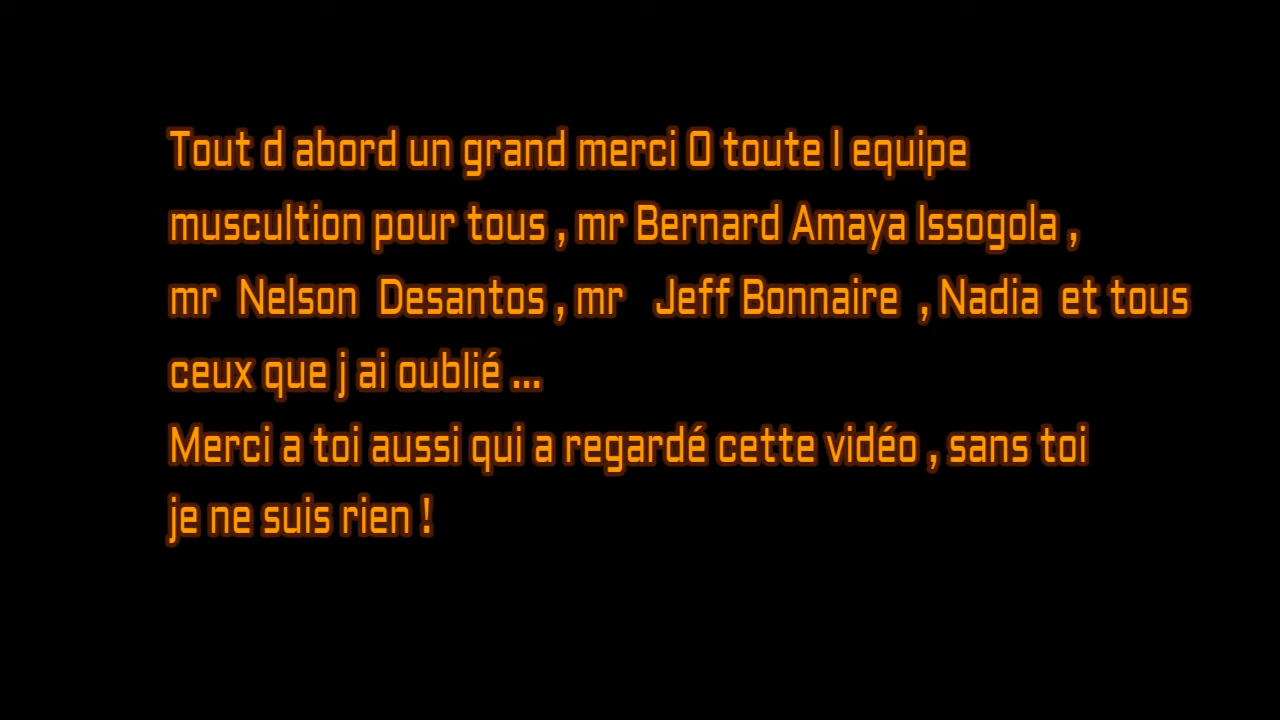 Tout d abord un grand merci O toute l equipe
muscultion pour tous , mr Bernard Amaya Issogola ,
mr Nelson Desantos , mr Jeff Bonnaire , Nadia et tous
ceux que j ai oublié ...
Merci a toi aussi qui a regardé cette vidéo , sans toi
je ne suis rien !